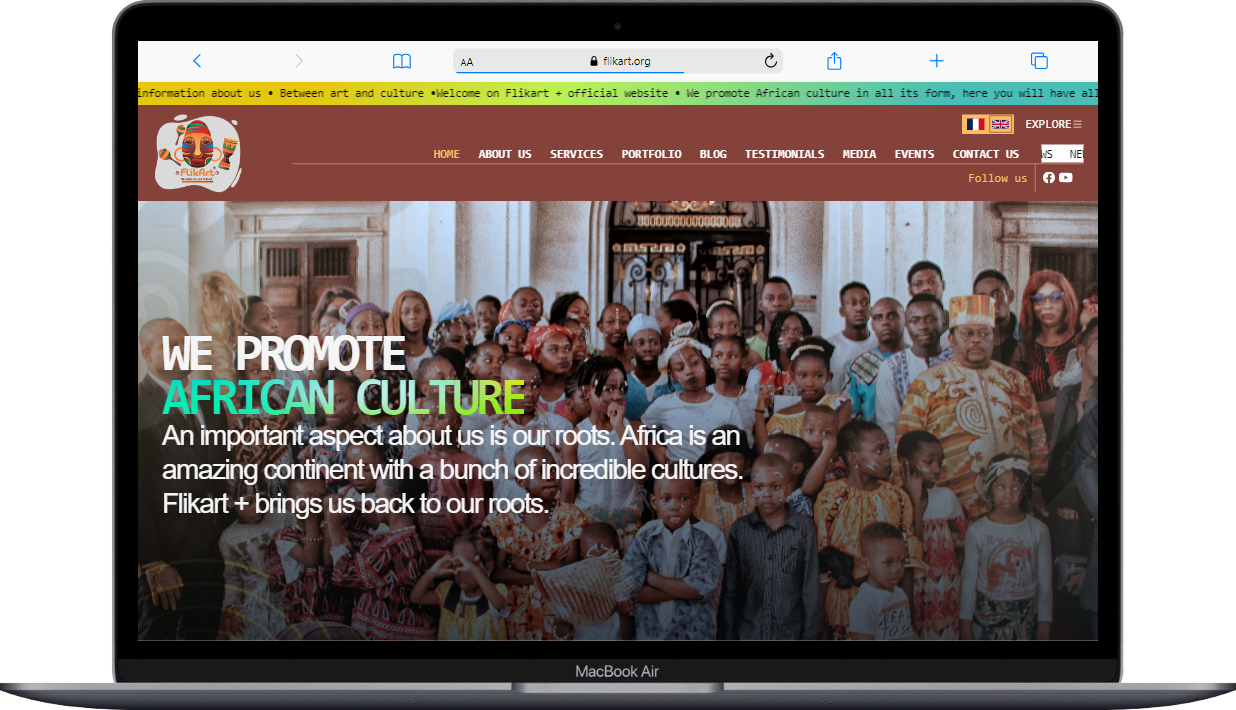 AA
flikart.org
information about us • Between art and culture •Welcome on Flikart + official website • We promote African culture in all its form, here you will have all
EXPLORE
HOME ABOUT US SERVICES PORTFOLIO BLOG TESTIMONIALS MEDIA EVENTS CONTACT US WS NE
FlikArt
Follow us
WE PROMOTE
AFRICAN CULTURE
An important aspect about us is our roots. Africa is an
amazing continent with a bunch of incredible cultures.
Flikart + brings us back to our roots.
MacBook Air